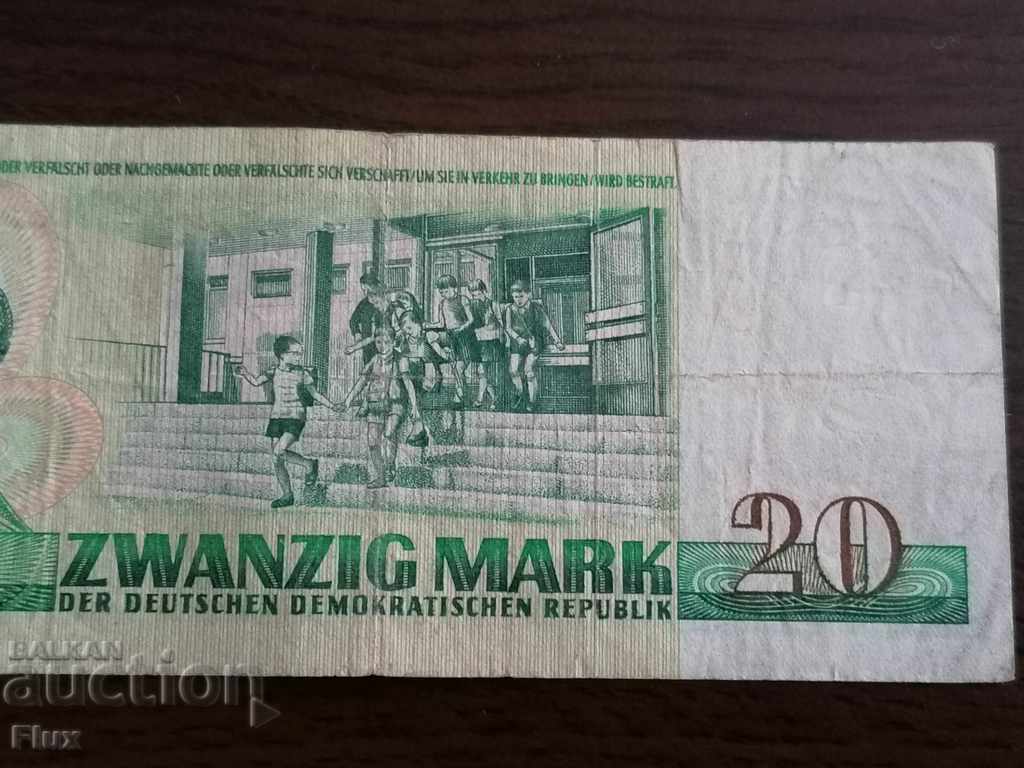 ODER VERFÄLSCHT ODER NACHGEMACHTE ODER VERFÄLSCHTE SICH VERSCHAFFT/UM SIE IN VERKEHR ZU BRINGEN/WIRD BESTRAFT.
ZWANZIG MARK
DER DEUTSCHEN DEMOKRATISCHEN REPUBLIK
20
BALKAN
auction
Flux